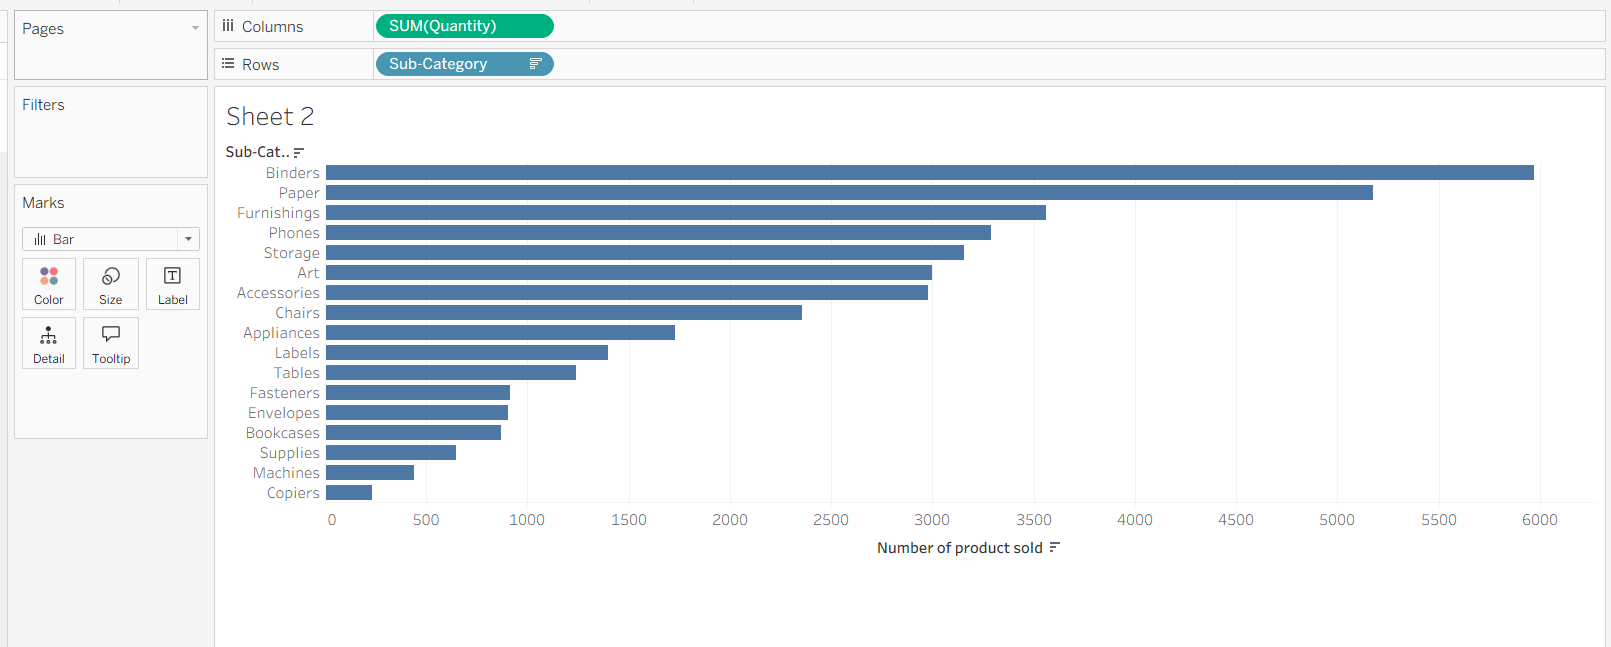 Pages
Columns
SUM(Quantity)
Rows
Sub-Category
Filters
Marks
Bar
Color
Size
Label
Detail
Tooltip
Sheet 2
Sub-Cat..
Binders
Paper
Furnishings
Phones
Storage
Art
Accessories
Chairs
Appliances
Labels
Tables
Fasteners
Envelopes
Bookcases
Supplies
Machines
Copiers
0 500 1000 1500 2000 2500 3000 3500 4000 4500 5000 5500 6000
Number of product sold